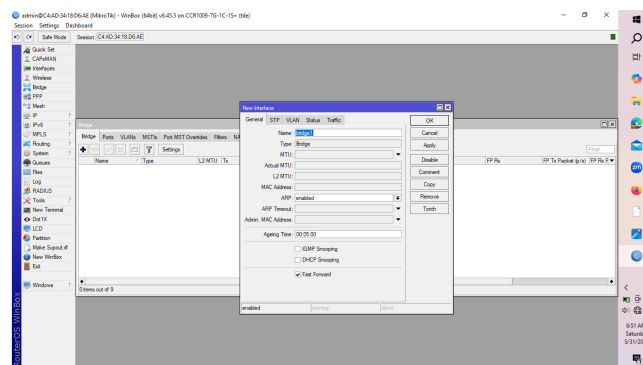 admin@C4:AD:34:18:D6:AE (MikroTik) - WinBox (64bit) v6.45.3 on CCR1009-7G-1C-1S+ (tile)
Session Settings Dashboard
Safe Mode Session: C4:AD:34:18:D6:AE
Quick Set
CAPsMAN
Interfaces
Wireless
Bridge
PPP
Mesh
IP
IPv6
MPLS
Routing
System
Queues
Files
Log
RADIUS
Tools
New Terminal
Dot1X
LCD
Partition
Make Supout.rif
New WinBox
Exit
Windows
RouterOS WinBox
Bridge
Bridge Ports VLANs MSTIs Port MST Overrides Filters NA
Settings
Find
Name Type L2 MTU Tx
FP Rx FP Tx Packet (p/s) FP Rx F
0 items out of 9
New Interface
General STP VLAN Status Traffic
Name: bridge1
Type: Bridge
MTU:
Actual MTU:
L2 MTU:
MAC Address:
ARP: enabled
ARP Timeout:
Admin. MAC Address:
Ageing Time: 00:05:00
IGMP Snooping
DHCP Snooping
Fast Forward
OK
Cancel
Apply
Disable
Comment
Copy
Remove
Torch
enabled running slave
zm
6:51 AM
Saturda
5/31/20